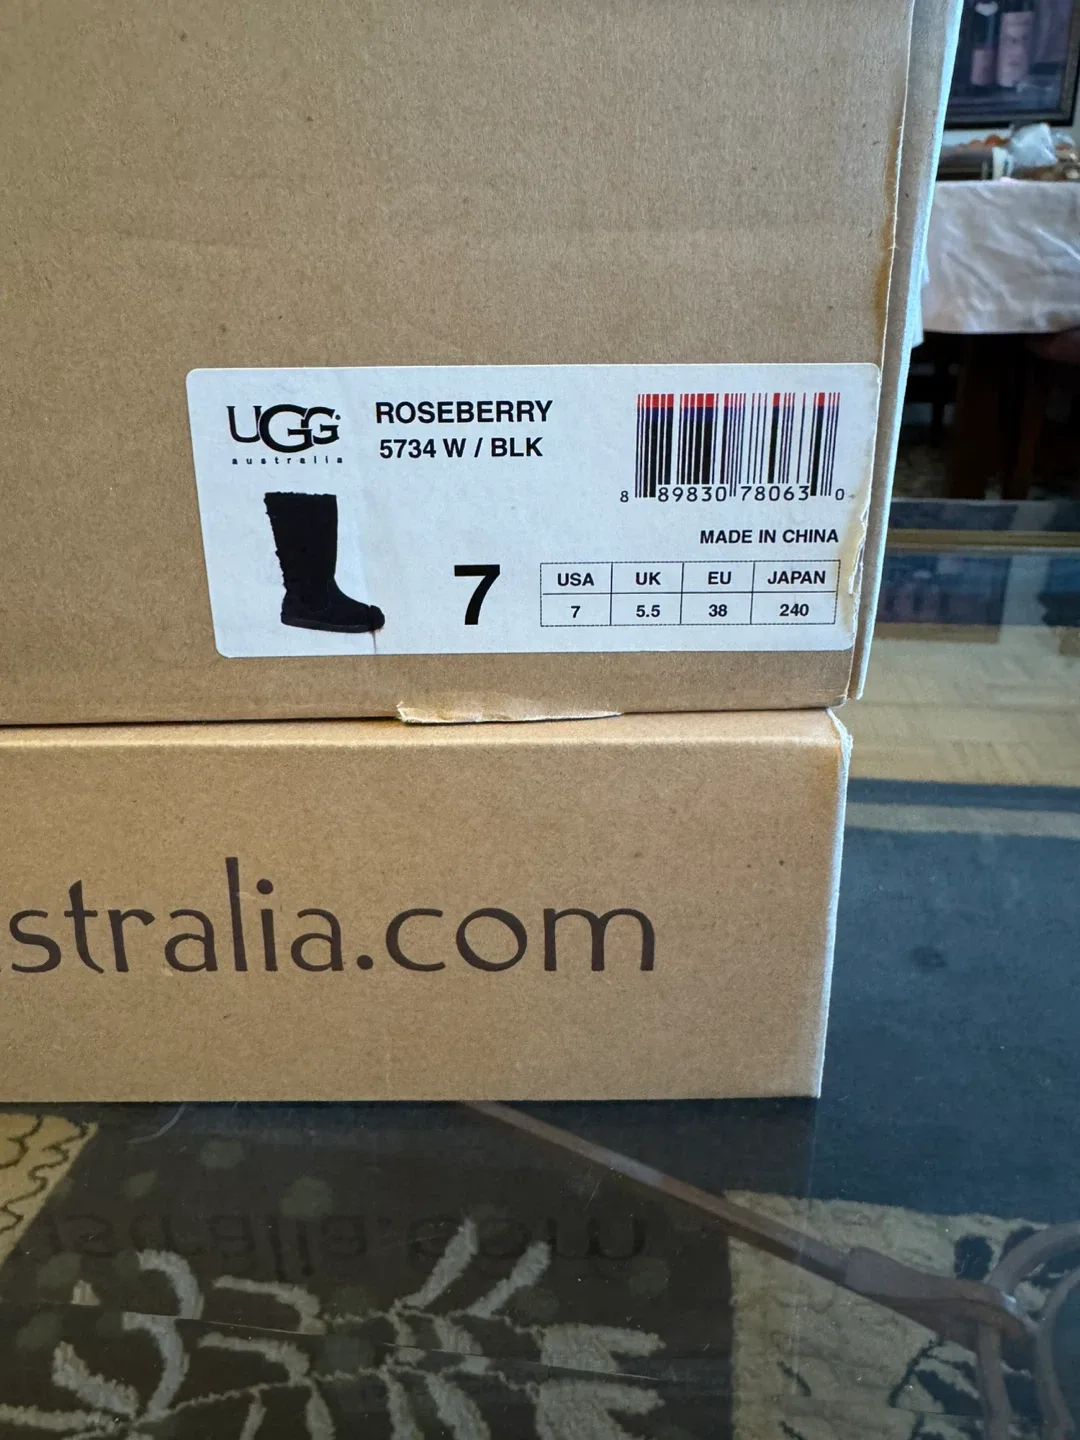 UGG
australia
ROSEBERRY
5734 W / BLK
8 89830 78063 0
MADE IN CHINA
7
USA UK EU JAPAN
7 5.5 38 240
stralia.com